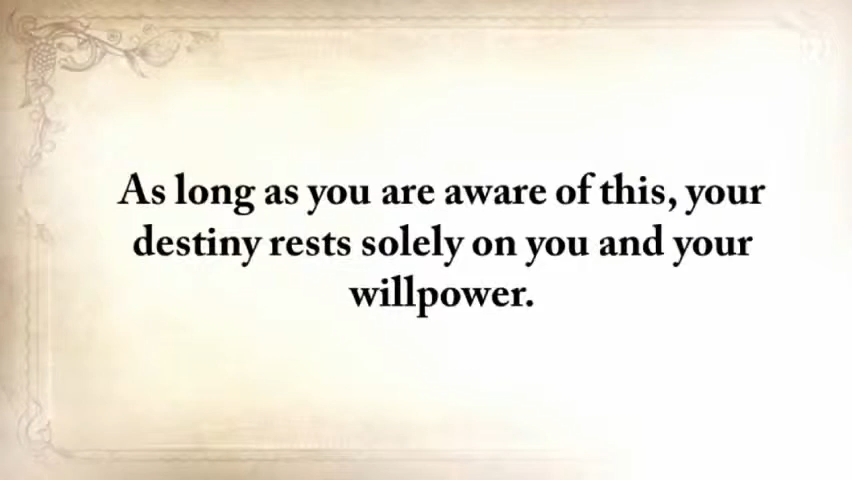 As long as you are aware of this, your
destiny rests solely on you and your
willpower.